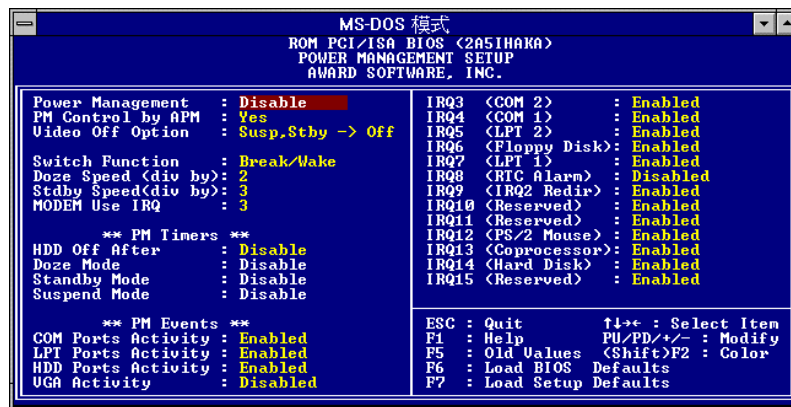 MS-DOS 模式
ROM PCI/ISA BIOS (2A5IHAKA)
POWER MANAGEMENT SETUP
AWARD SOFTWARE, INC.
Power Management : Disable
PM Control by APM : Yes
Video Off Option : Susp,Stby -> Off
Switch Function : Break/Wake
Doze Speed (div by): 2
Stdby Speed(div by): 3
MODEM Use IRQ : 3
** PM Timers **
HDD Off After : Disable
Doze Mode : Disable
Standby Mode : Disable
Suspend Mode : Disable
** PM Events **
COM Ports Activity : Enabled
LPT Ports Activity : Enabled
HDD Ports Activity : Enabled
VGA Activity : Disabled
IRQ3 (COM 2) : Enabled
IRQ4 (COM 1) : Enabled
IRQ5 (LPT 2) : Enabled
IRQ6 (Floppy Disk): Enabled
IRQ7 (LPT 1) : Enabled
IRQ8 (RTC Alarm) : Disabled
IRQ9 (IRQ2 Redir) : Enabled
IRQ10 (Reserved) : Enabled
IRQ11 (Reserved) : Enabled
IRQ12 (PS/2 Mouse) : Enabled
IRQ13 (Coprocessor): Enabled
IRQ14 (Hard Disk) : Enabled
IRQ15 (Reserved) : Enabled
ESC : Quit ↑↓→← : Select Item
F1 : Help PU/PD/+/- : Modify
F5 : Old Values (Shift)F2 : Color
F6 : Load BIOS Defaults
F7 : Load Setup Defaults